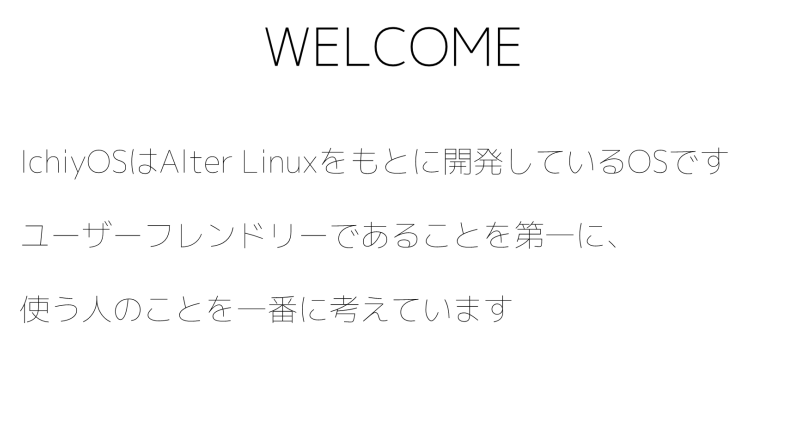 WELCOME
IchiyOSはAlter Linuxをもとに開発しているOSです
ユーザーフレンドリーであることを第一に、
使う人のことを一番に考えています